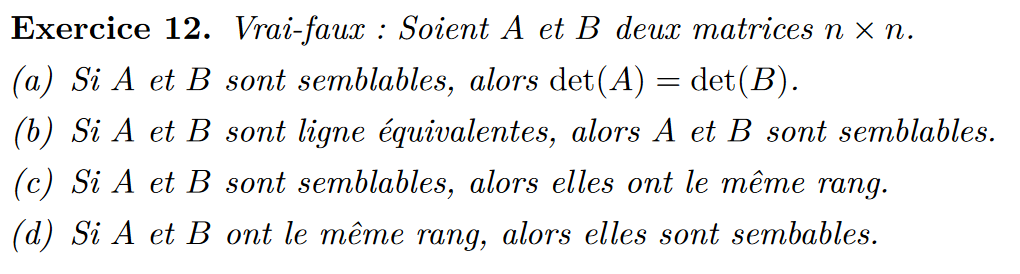 Exercice 12. Vrai-faux : Soient A et B deux matrices n × n.
(a) Si A et B sont semblables, alors det(A) = det(B).
(b) Si A et B sont ligne équivalentes, alors A et B sont semblables.
(c) Si A et B sont semblables, alors elles ont le même rang.
(d) Si A et B ont le même rang, alors elles sont sembables.